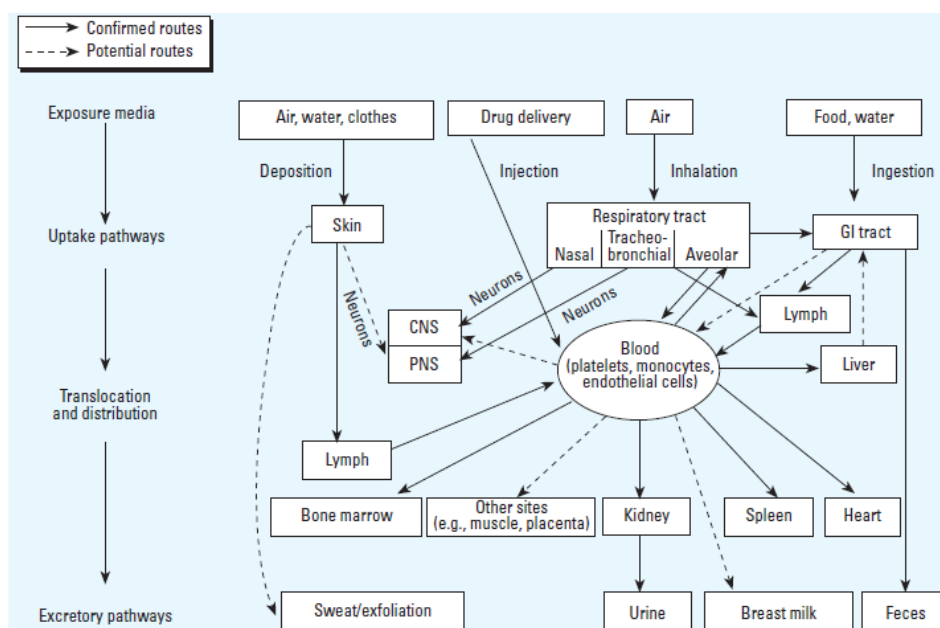 Confirmed routes
Potential routes
Exposure media
Air, water, clothes
Drug delivery
Air
Food, water
Deposition
Injection
Inhalation
Ingestion
Uptake pathways
Skin
Respiratory tract
Nasal
Tracheo-
bronchial
Aveolar
GI tract
Neurons
Neurons
Neurons
CNS
PNS
Lymph
Blood
(platelets, monocytes,
endothelial cells)
Liver
Translocation
and distribution
Lymph
Bone marrow
Other sites
(e.g., muscle, placenta)
Kidney
Spleen
Heart
Excretory pathways
Sweat/exfoliation
Urine
Breast milk
Feces